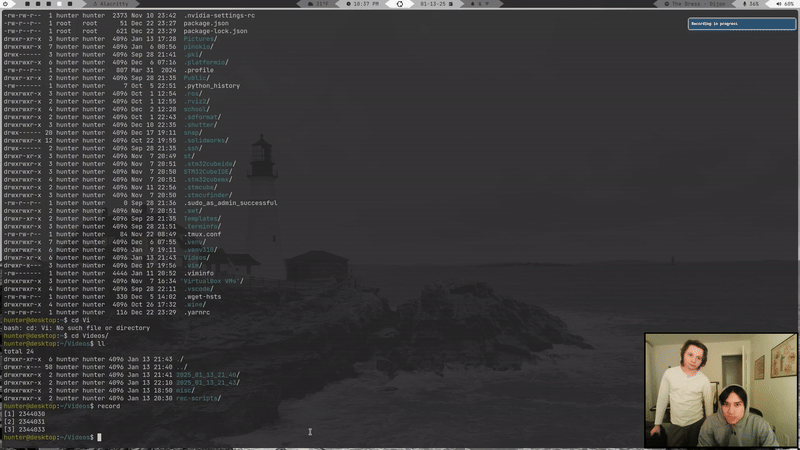 Alacritty
31°F
10:37 PM
01-13-25
The Dress - Dijon
36%
60%
Recording in progress
-rw-r--r-- 1 hunter hunter 2373 Nov 10 23:42 .nvidia-settings-rc
-rw-r--r-- 1 root root 51 Dec 22 23:27 package.json
-rw-r--r-- 1 root root 621 Dec 22 23:29 package-lock.json
drwxr-xr-x 3 hunter hunter 4096 Jan 13 17:28 Pictures/
drwxrwxr-x 7 hunter hunter 4096 Jan 6 00:56 pinokio/
drwx------ 3 hunter hunter 4096 Sep 28 21:41 .pki/
drwxrwxr-x 6 hunter hunter 4096 Dec 6 07:16 .platformio/
-rw-r--r-- 1 hunter hunter 807 Mar 31 2024 .profile
drwxr-xr-x 2 hunter hunter 4096 Sep 28 21:35 Public/
-rw------- 1 hunter hunter 7 Oct 5 22:51 .python_history
drwxrwxr-x 3 hunter hunter 4096 Oct 1 12:54 .ros/
drwxrwxr-x 2 hunter hunter 4096 Oct 1 12:55 .rviz2/
drwxrwxr-x 4 hunter hunter 4096 Dec 2 12:28 school/
drwxrwxr-x 2 hunter hunter 4096 Oct 1 22:43 .sdformat/
drwxrwxr-x 3 hunter hunter 4096 Dec 10 22:35 .shutter/
drwx------ 20 hunter hunter 4096 Dec 17 19:11 snap/
drwxrwxr-x 12 hunter hunter 4096 Oct 22 19:55 .solidworks/
drwx------ 2 hunter hunter 4096 Sep 28 21:35 .ssh/
drwxrwxr-x 3 hunter hunter 4096 Nov 7 20:49 st/
drwxrwxr-x 3 hunter hunter 4096 Nov 7 20:51 .stm32cubeide/
drwxrwxr-x 3 hunter hunter 4096 Nov 7 20:50 STM32CubeIDE/
drwxrwxr-x 3 hunter hunter 4096 Nov 7 20:51 .stm32cubemx/
drwxrwxr-x 2 hunter hunter 4096 Nov 11 22:56 .stmcube/
drwxrwxr-x 3 hunter hunter 4096 Nov 7 20:50 .stmcufinder/
-rw-r--r-- 1 hunter hunter 0 Sep 28 21:36 .sudo_as_admin_successful
drwxrwxr-x 2 hunter hunter 4096 Nov 7 20:51 .swt/
drwxr-xr-x 2 hunter hunter 4096 Sep 28 21:35 Templates/
drwxr-xr-x 3 hunter hunter 4096 Sep 28 21:35 .terminfo/
-rw-rw-r-- 1 hunter hunter 84 Nov 22 08:49 .tmux.conf
drwxrwxr-x 7 hunter hunter 4096 Dec 6 07:55 .venv/
drwxrwxr-x 6 hunter hunter 4096 Jan 9 19:11 .venv310/
drwxr-xr-x 6 hunter hunter 4096 Jan 13 21:43 Videos/
drwxrwxr-x 3 hunter hunter 4096 Dec 17 19:56 .vim/
-rw------- 1 hunter hunter 4446 Jan 11 20:52 .viminfo
drwxrwxr-x 3 hunter hunter 4096 Nov 7 16:34 'VirtualBox VMs'/
drwxrwxr-x 3 hunter hunter 4096 Sep 28 22:11 .vscode/
-rw-rw-r-- 1 hunter hunter 330 Dec 5 14:02 .wget-hsts
drwxrwxr-x 4 hunter hunter 4096 Oct 26 17:32 .wine/
-rw-rw-r-- 1 hunter hunter 116 Dec 22 23:29 .yarnrc
hunter@desktop:~$ cd Vi
bash: cd: Vi: No such file or directory
hunter@desktop:~$ cd Videos/
hunter@desktop:~/Videos$ ll
total 24
drwxr-xr-x 6 hunter hunter 4096 Jan 13 21:43 ./
drwxr-x--- 58 hunter hunter 4096 Jan 13 21:40 ../
drwxrwxr-x 2 hunter hunter 4096 Jan 13 21:41 2025_01_13_21_40/
drwxrwxr-x 2 hunter hunter 4096 Jan 13 22:10 2025_01_13_21_43/
drwxrwxr-x 2 hunter hunter 4096 Jan 13 18:50 misc/
drwxrwxr-x 2 hunter hunter 4096 Jan 13 20:38 rec-scripts/
hunter@desktop:~/Videos$ record
[1] 2344030
[2] 2344031
[3] 2344033
hunter@desktop:~/Videos$